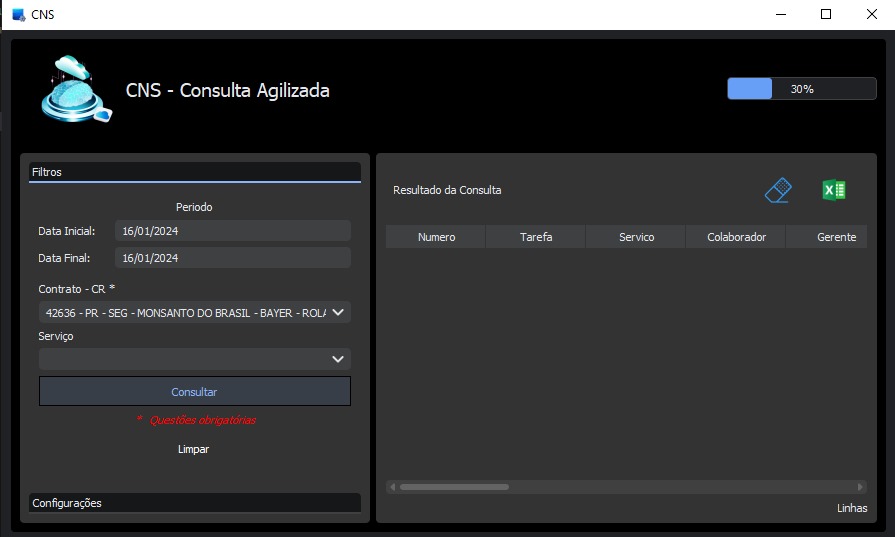 CNS
CNS - Consulta Agilizada
30%
Filtros
Periodo
Data Inicial: 16/01/2024
Data Final: 16/01/2024
Contrato - CR *
42636 - PR - SEG - MONSANTO DO BRASIL - BAYER - ROLA
Serviço
Consultar
* Questões obrigatórias
Limpar
Configurações
Resultado da Consulta
Numero Tarefa Servico Colaborador Gerente
Linhas